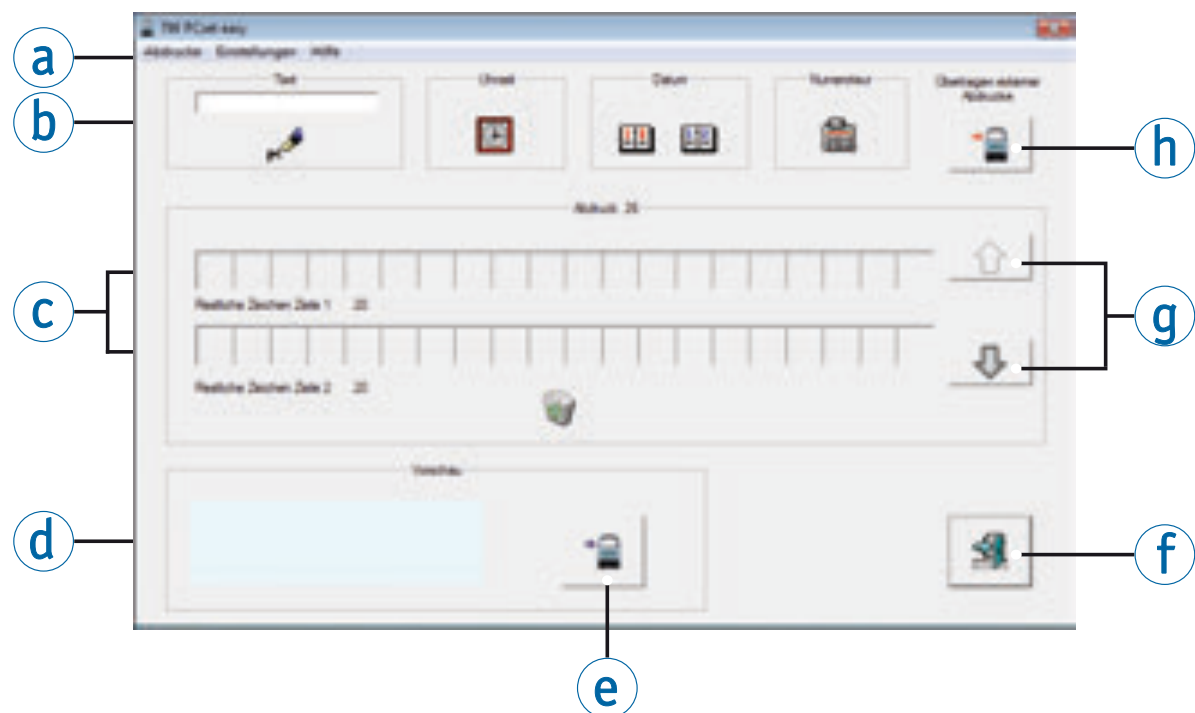 TW PCset easy
a
Abdrucke Einstellungen Hilfe
b
Text
Uhrzeit
Datum
Numeroteur
Übertragen externer
Abdrucke
h
Abdruck 26
c
Restliche Zeichen Zeile 1 20
g
Restliche Zeichen Zeile 2 20
Vorschau
d
f
e